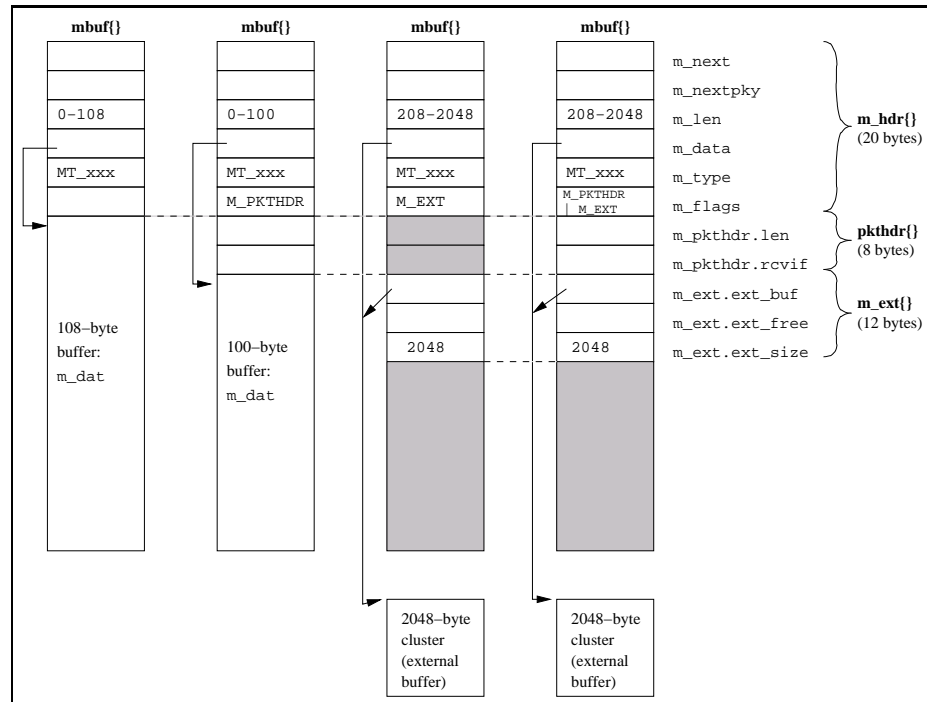 mbuf{} mbuf{} mbuf{} mbuf{}
m_next
m_nextpky
0−108 0−100 208−2048 208−2048 m_len
m_hdr{}
(20 bytes)
m_data
MT_xxx MT_xxx MT_xxx MT_xxx m_type
M_PKTHDR M_EXT M_PKTHDR
| M_EXT
m_flags
m_pkthdr.len
pkthdr{}
(8 bytes)
m_pkthdr.rcvif
m_ext.ext_buf
m_ext{}
(12 bytes)
m_ext.ext_free
2048 2048 m_ext.ext_size
108−byte
buffer:
m_dat
100−byte
buffer:
m_dat
2048−byte
cluster
(external
buffer)
2048−byte
cluster
(external
buffer)